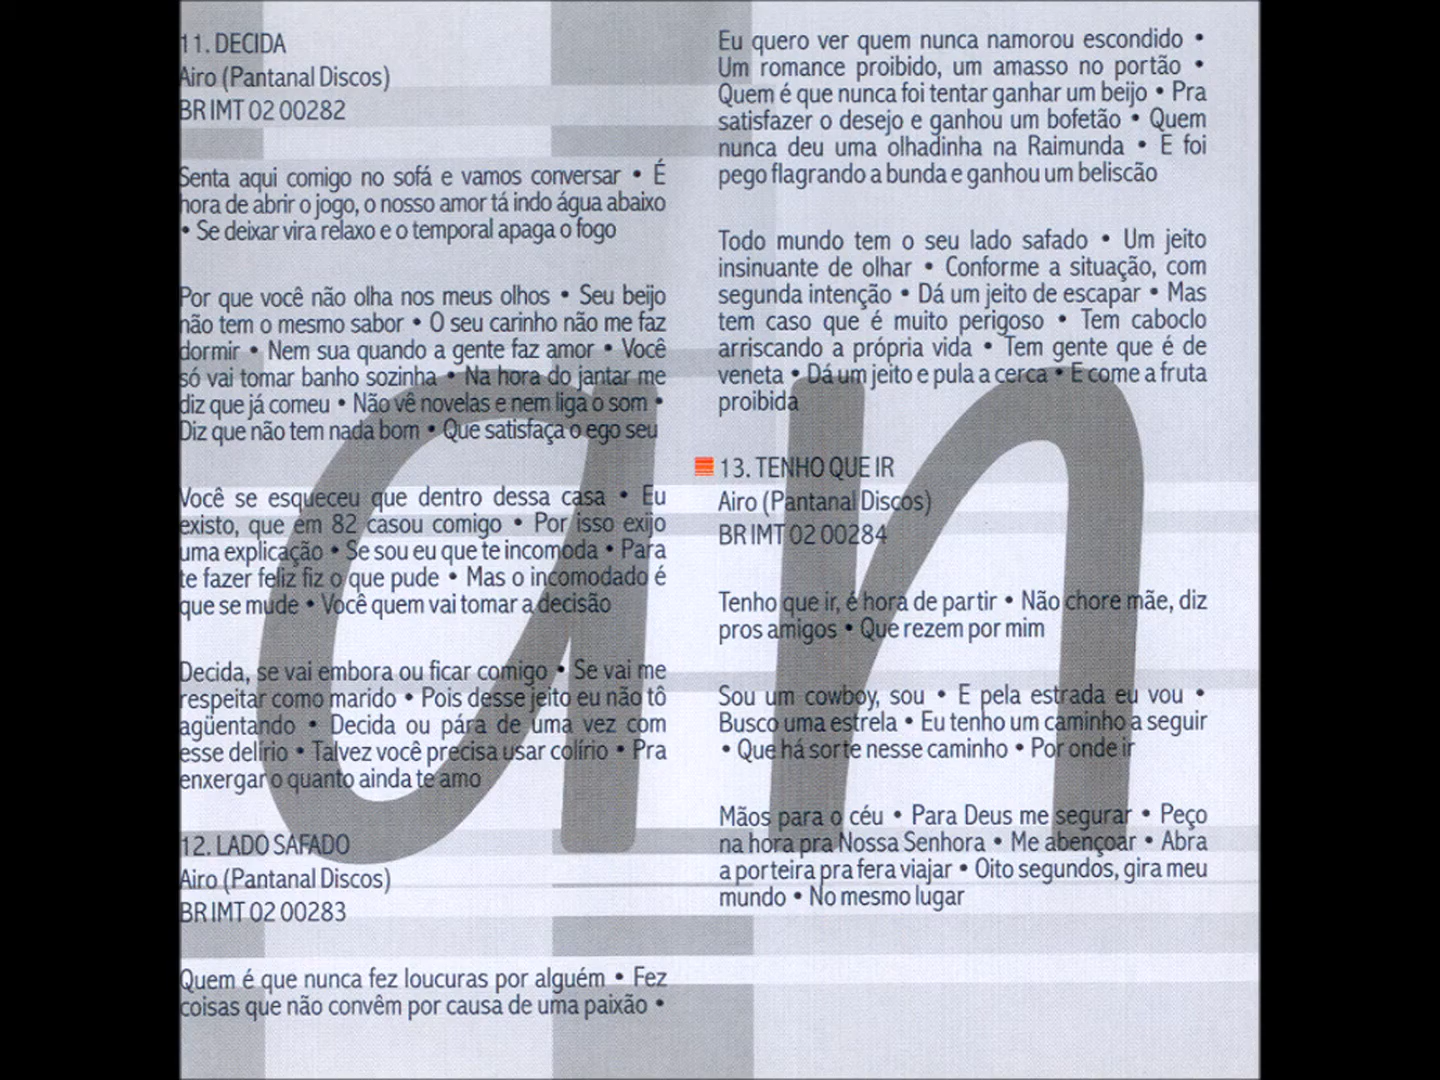 11. DECIDA
Airo (Pantanal Discos)
BR IMT 02 00282
Senta aqui comigo no sofá e vamos conversar • É
hora de abrir o jogo, o nosso amor tá indo água abaixo
• Se deixar vira relaxo e o temporal apaga o fogo
Por que você não olha nos meus olhos • Seu beijo
não tem o mesmo sabor • O seu carinho não me faz
dormir • Nem sua quando a gente faz amor • Você
só vai tomar banho sozinha • Na hora do jantar me
diz que já comeu • Não vê novelas e nem liga o som •
Diz que não tem nada bom • Que satisfaça o ego seu
Você se esqueceu que dentro dessa casa • Eu
existo, que em 82 casou comigo • Por isso exijo
uma explicação • Se sou eu que te incomoda • Para
te fazer feliz fiz o que pude • Mas o incomodado é
que se mude • Você quem vai tomar a decisão
Decida, se vai embora ou ficar comigo • Se vai me
respeitar como marido • Pois desse jeito eu não tô
agüentando • Decida ou pára de uma vez com
esse delírio • Talvez você precisa usar colírio • Pra
enxergar o quanto ainda te amo
12. LADO SAFADO
Airo (Pantanal Discos)
BR IMT 02 00283
Quem é que nunca fez loucuras por alguém • Fez
coisas que não convêm por causa de uma paixão •
Eu quero ver quem nunca namorou escondido •
Um romance proibido, um amasso no portão •
Quem é que nunca foi tentar ganhar um beijo • Pra
satisfazer o desejo e ganhou um bofetão • Quem
nunca deu uma olhadinha na Raimunda • E foi
pego flagrando a bunda e ganhou um beliscão
Todo mundo tem o seu lado safado • Um jeito
insinuante de olhar • Conforme a situação, com
segunda intenção • Dá um jeito de escapar • Mas
tem caso que é muito perigoso • Tem caboclo
arriscando a própria vida • Tem gente que é de
veneta • Dá um jeito e pula a cerca • E come a fruta
proibida
13. TENHO QUE IR
Airo (Pantanal Discos)
BR IMT 02 00284
Tenho que ir, é hora de partir • Não chore mãe, diz
pros amigos • Que rezem por mim
Sou um cowboy, sou • E pela estrada eu vou •
Busco uma estrela • Eu tenho um caminho a seguir
• Que há sorte nesse caminho • Por onde ir
Mãos para o céu • Para Deus me segurar • Peço
na hora pra Nossa Senhora • Me abençoar • Abra
a porteira pra fera viajar • Oito segundos, gira meu
mundo • No mesmo lugar
an